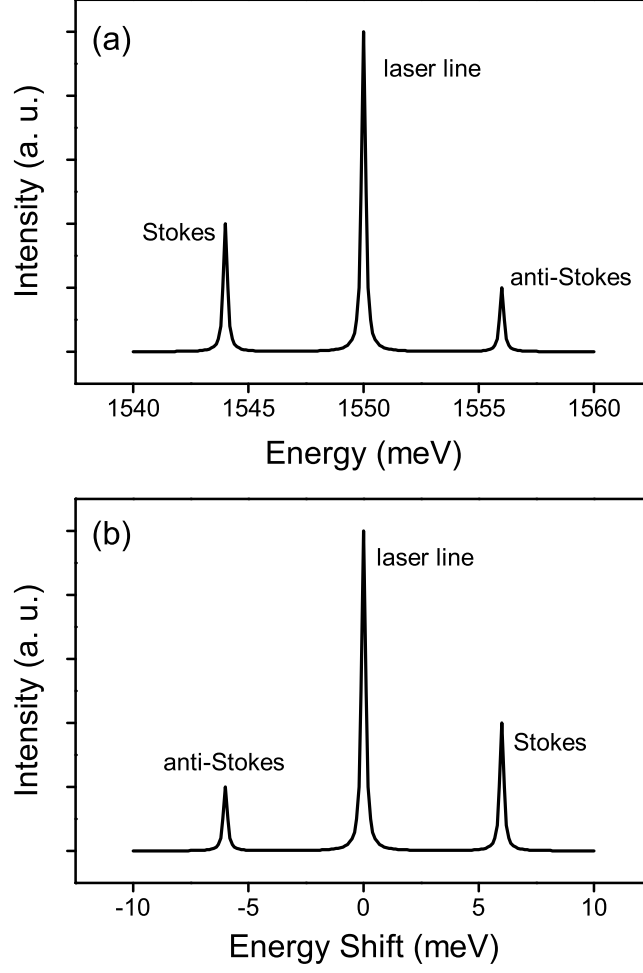 (a)
laser line
Stokes
anti-Stokes
Intensity (a. u.)
1540 1545 1550 1555 1560
Energy (meV)
(b)
laser line
Stokes
anti-Stokes
Intensity (a. u.)
-10 -5 0 5 10
Energy Shift (meV)